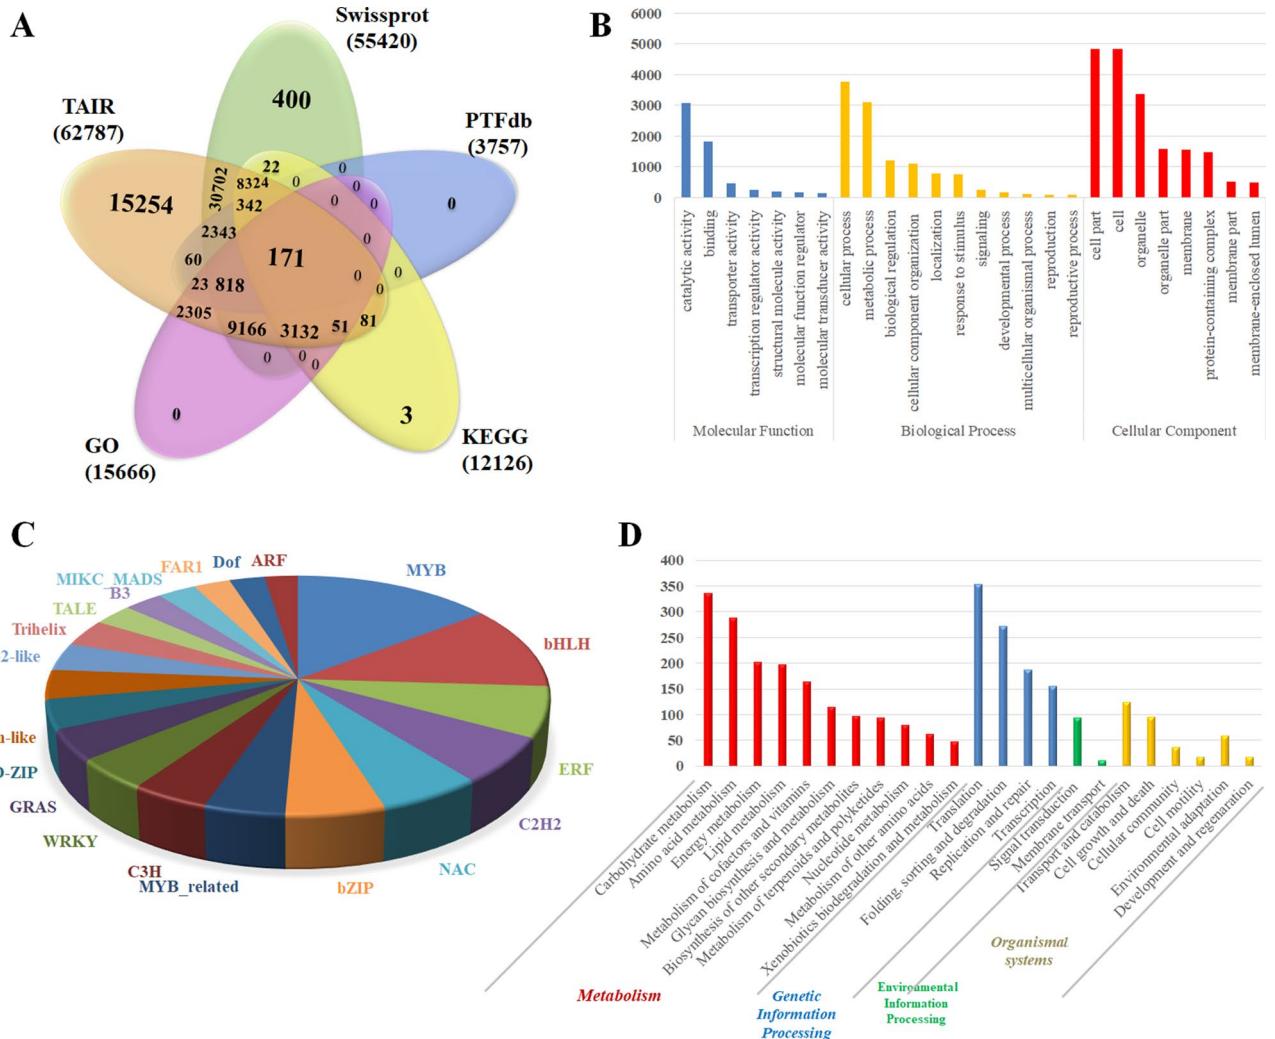 A
Swissprot
(55420)
TAIR
(62787)
PTFdb
(3757)
400
22
0
0
0
0
0
0
0
0
0
0
15254
30702
8324
342
2343
60
171
23
818
2305
9166
3132
51
81
0
0
0
0
3
GO
(15666)
KEGG
(12126)
B
6000
5000
4000
3000
2000
1000
0
catalytic activity
binding
transporter activity
transcription regulator activity
structural molecule activity
molecular function regulator
molecular transducer activity
cellular process
metabolic process
biological regulation
cellular component organization
localization
response to stimulus
signaling
developmental process
multicellular organismal process
reproduction
reproductive process
cell part
cell
organelle
organelle part
membrane
protein-containing complex
membrane part
membrane-enclosed lumen
Molecular Function
Biological Process
Cellular Component
C
MYB
bHLH
ERF
C2H2
NAC
bZIP
MYB_related
C3H
WRKY
GRAS
D-ZIP
n-like
2-like
Trihelix
TALE
B3
MIKC_MADS
FAR1
Dof
ARF
D
400
350
300
250
200
150
100
50
0
Carbohydrate metabolism
Amino acid metabolism
Energy metabolism
Lipid metabolism
Metabolism of cofactors and vitamins
Glycan biosynthesis and metabolism
Biosynthesis of other secondary metabolites
Metabolism of terpenoids and polyketides
Nucleotide metabolism
Metabolism of other amino acids
Xenobiotics biodegradation and metabolism
Translation
Folding, sorting and degradation
Replication and repair
Transcription
Signal transduction
Membrane transport
Transport and catabolism
Cell growth and death
Cellular community
Cell motility
Environmental adaptation
Development and regenaration
Metabolism
Genetic
Information
Processing
Environmental
Information
Processing
Organismal
systems